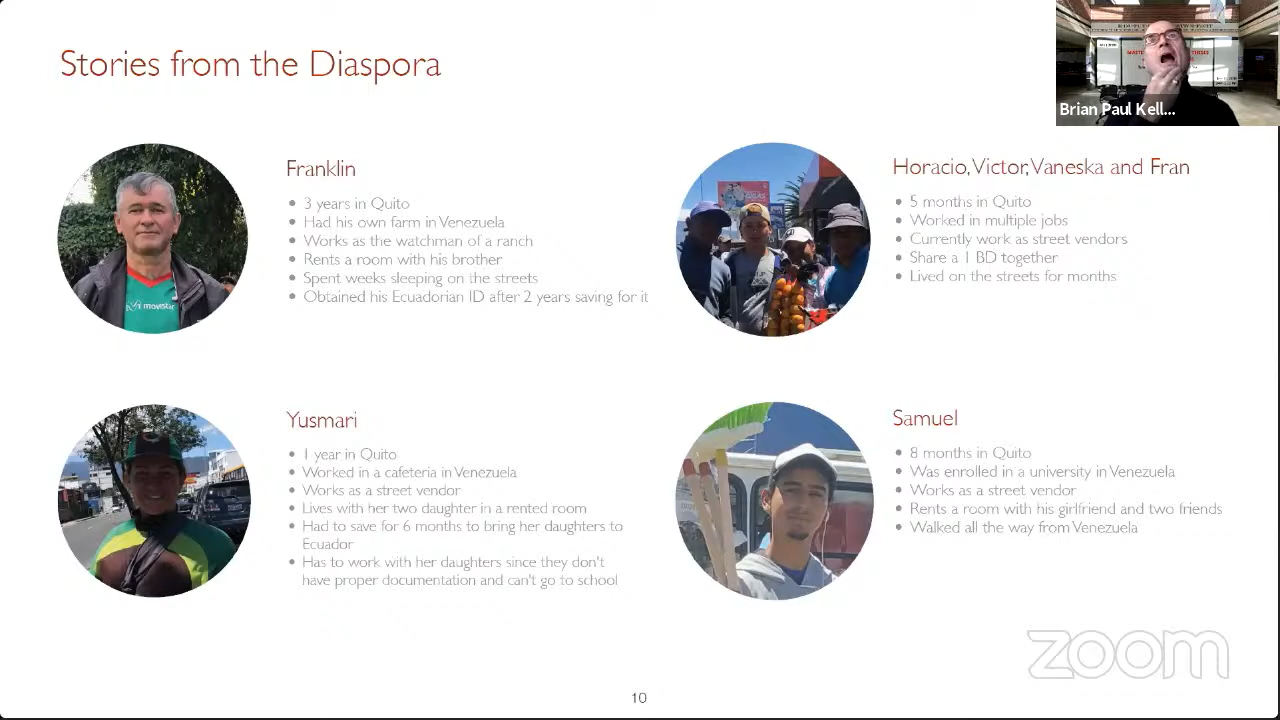 Stories from the Diaspora
Brian Paul Kell...
Franklin
3 years in Quito
Had his own farm in Venezuela
Works as the watchman of a ranch
Rents a room with his brother
Spent weeks sleeping on the streets
Obtained his Ecuadorian ID after 2 years saving for it
movistar
Horacio, Victor, Vaneska and Fran
5 months in Quito
Worked in multiple jobs
Currently work as street vendors
Share a 1 BD together
Lived on the streets for months
Yusmari
1 year in Quito
Worked in a cafeteria in Venezuela
Works as a street vendor
Lives with her two daughter in a rented room
Had to save for 6 months to bring her daughters to
Ecuador
Has to work with her daughters since they don't
have proper documentation and can't go to school
Samuel
8 months in Quito
Was enrolled in a university in Venezuela
Works as a street vendor
Rents a room with his girlfriend and two friends
Walked all the way from Venezuela
zoom
10